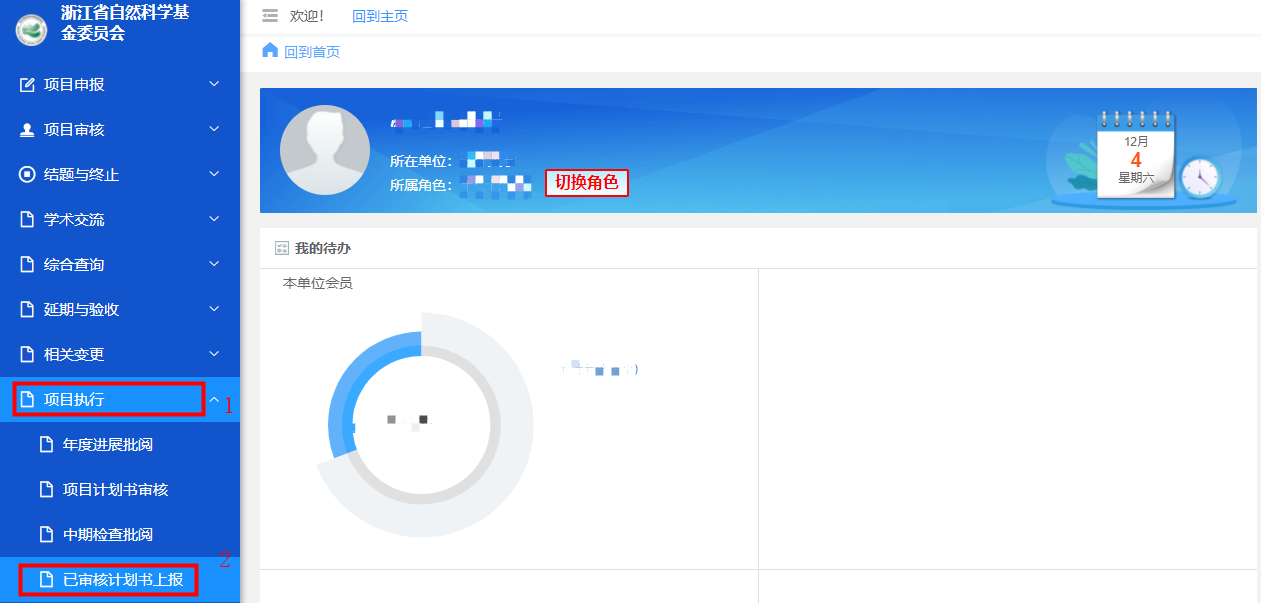 浙江省自然科学基
金委员会
项目申报
项目审核
结题与终止
学术交流
综合查询
延期与验收
相关变更
项目执行
1
年度进展批阅
项目计划书审核
中期检查批阅
2
已审核计划书上报
欢迎! 回到主页
回到首页
所在单位：
所属角色：
切换角色
12月
4
星期六
我的待办
本单位会员